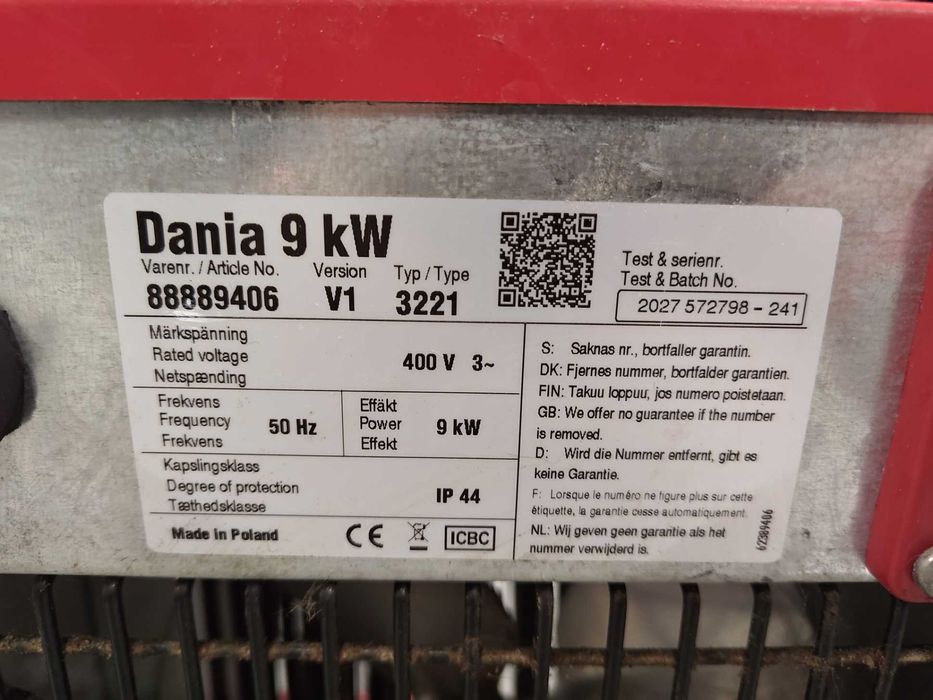 Dania 9 kW
Varenr. / Article No. Version Typ / Type
88889406 V1 3221
Test & serienr.
Test & Batch No.
2027 572798 - 241
Märkspänning
Rated voltage 400 V 3~
Netspænding
Frekvens
Frequency 50 Hz
Frekvens
Effäkt
Power 9 kW
Effekt
Kapslingsklass
Degree of protection IP 44
Tæthedsklasse
Made in Poland CE ICBC
S: Saknas nr., bortfaller garantin.
DK: Fjernes nummer, bortfalder garantien.
FIN: Takuu loppuu, jos numero poistetaan.
GB: We offer no guarantee if the number
is removed.
D: Wird die Nummer entfernt, gibt es
keine Garantie.
F: Lorsque le numéro ne figure plus sur cette
étiquette, la garantie cesse automatiquement.
NL: Wij geven geen garantie als het
nummer verwijderd is.
62389406